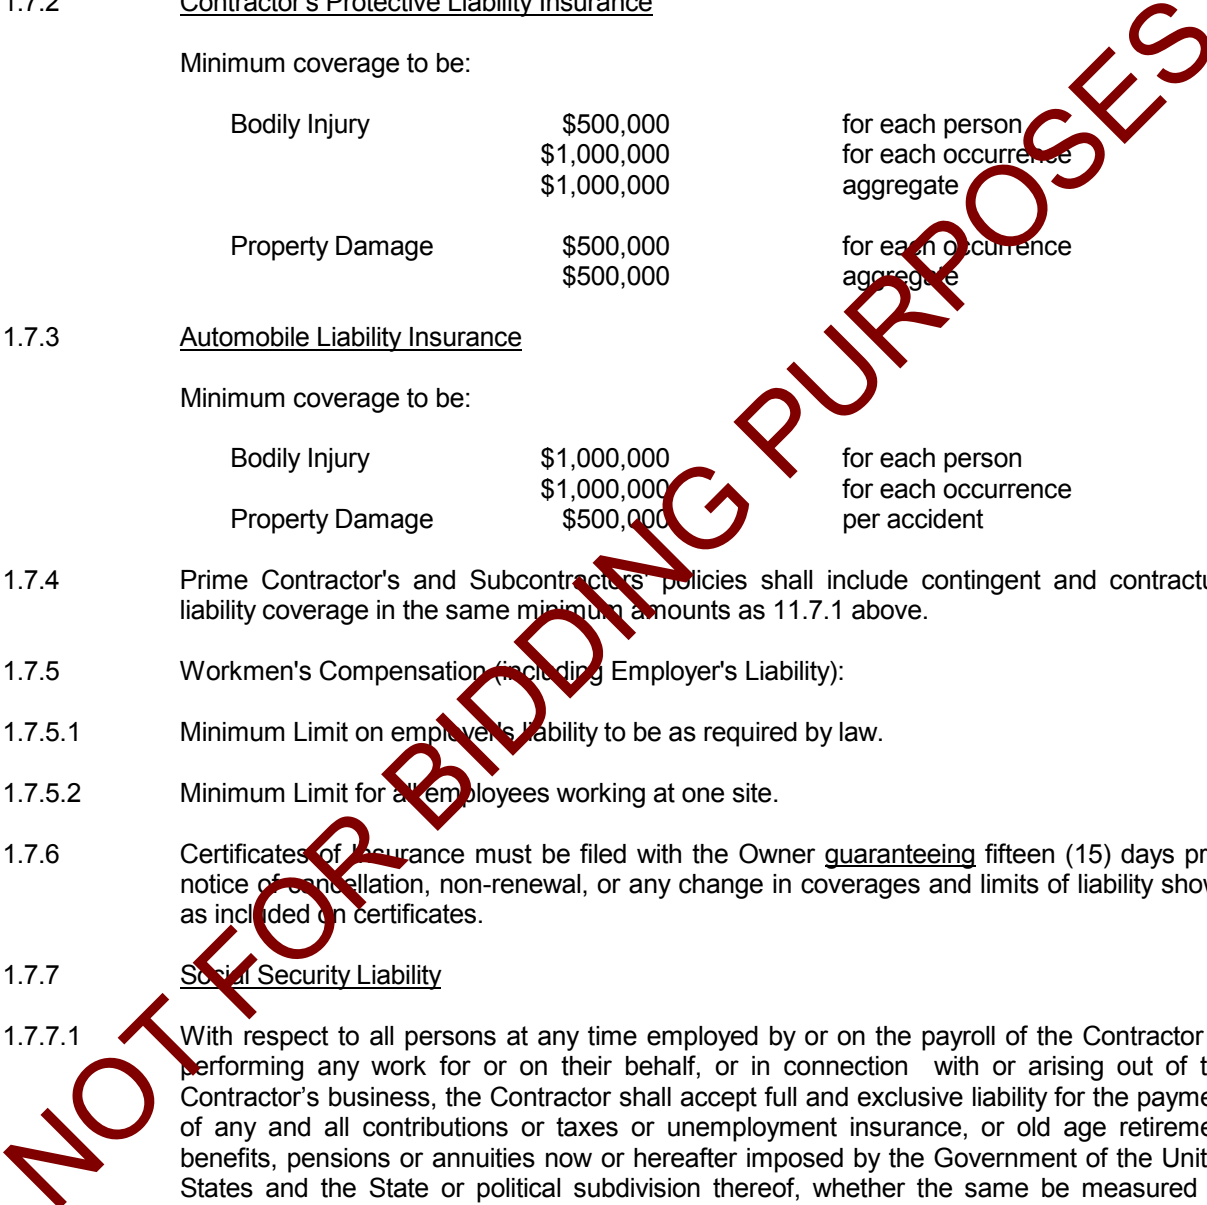 1.7.2 Contractor's Protective Liability Insurance
Minimum coverage to be:
Bodily Injury $500,000 for each person
$1,000,000 for each occurrence
$1,000,000 aggregate
Property Damage $500,000 for each occurrence
$500,000 aggregate
1.7.3 Automobile Liability Insurance
Minimum coverage to be:
Bodily Injury $1,000,000 for each person
$1,000,000 for each occurrence
Property Damage $500,000 per accident
1.7.4 Prime Contractor's and Subcontractors' policies shall include contingent and contractu
liability coverage in the same minimum amounts as 11.7.1 above.
1.7.5 Workmen's Compensation (including Employer's Liability):
1.7.5.1 Minimum Limit on employer's liability to be as required by law.
1.7.5.2 Minimum Limit for all employees working at one site.
1.7.6 Certificates of Insurance must be filed with the Owner guaranteeing fifteen (15) days pr
notice of cancellation, non-renewal, or any change in coverages and limits of liability show
as included on certificates.
1.7.7 Social Security Liability
1.7.7.1 With respect to all persons at any time employed by or on the payroll of the Contractor
performing any work for or on their behalf, or in connection with or arising out of t
Contractor's business, the Contractor shall accept full and exclusive liability for the payme
of any and all contributions or taxes or unemployment insurance, or old age retireme
benefits, pensions or annuities now or hereafter imposed by the Government of the Unit
States and the State or political subdivision thereof, whether the same be measured
NOT FOR BIDDING PURPOSES